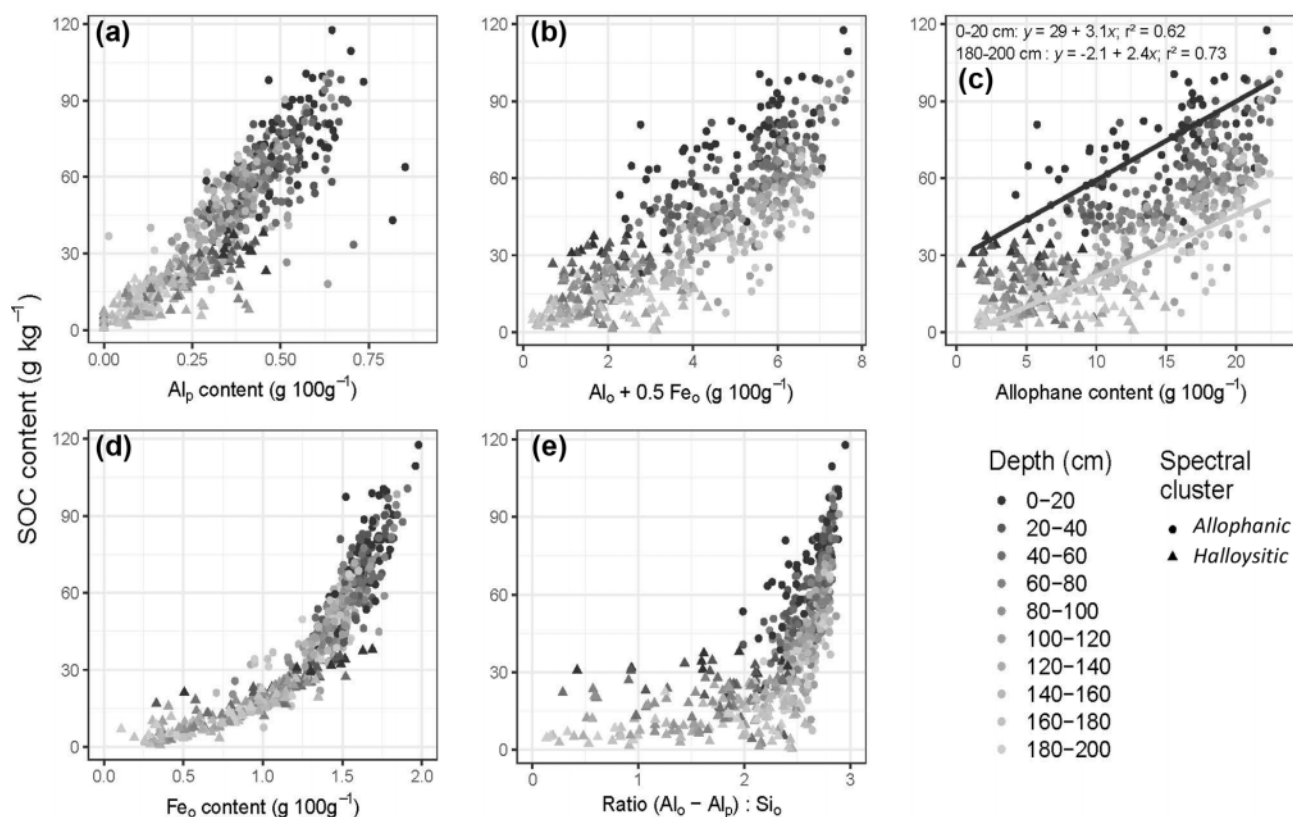 SOC content (g kg⁻¹)
(a)
120
90
60
30
0
0.00 0.25 0.50 0.75
Alₚ content (g 100g⁻¹)
(b)
0 2 4 6 8
Alₒ + 0.5 Feₒ (g 100g⁻¹)
0-20 cm: y = 29 + 3.1x; r² = 0.62
180-200 cm : y = -2.1 + 2.4x; r² = 0.73
(c)
0 5 10 15 20
Allophane content (g 100g⁻¹)
(d)
120
90
60
30
0
0.0 0.5 1.0 1.5 2.0
Feₒ content (g 100g⁻¹)
(e)
0 1 2 3
Ratio (Alₒ − Alₚ) : Siₒ
Depth (cm)
0−20
20−40
40−60
60−80
80−100
100−120
120−140
140−160
160−180
180−200
Spectral
cluster
Allophanic
Halloysitic